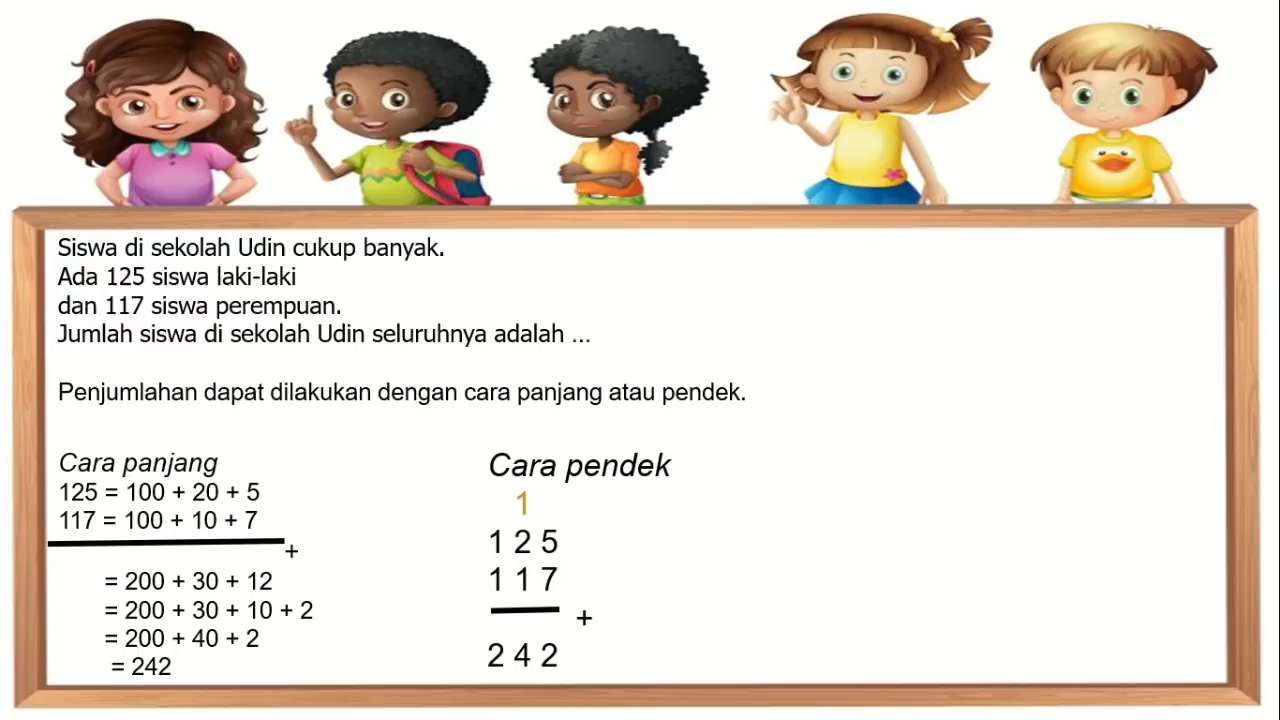 Siswa di sekolah Udin cukup banyak.
Ada 125 siswa laki-laki
dan 117 siswa perempuan.
Jumlah siswa di sekolah Udin seluruhnya adalah ...
Penjumlahan dapat dilakukan dengan cara panjang atau pendek.
Cara panjang
125 = 100 + 20 + 5
117 = 100 + 10 + 7
+
= 200 + 30 + 12
= 200 + 30 + 10 + 2
= 200 + 40 + 2
= 242
Cara pendek
1
1 2 5
1 1 7
+
2 4 2